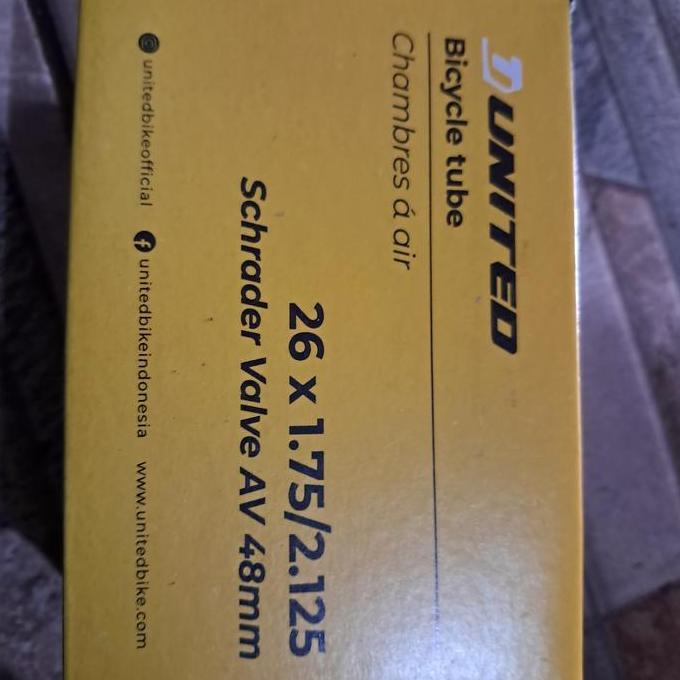 UNITED
Bicycle tube
Chambres á air
26 x 1.75/2.125
Schrader Valve AV 48mm
unitedbikeofficial unitedbikeindonesia www.unitedbike.com